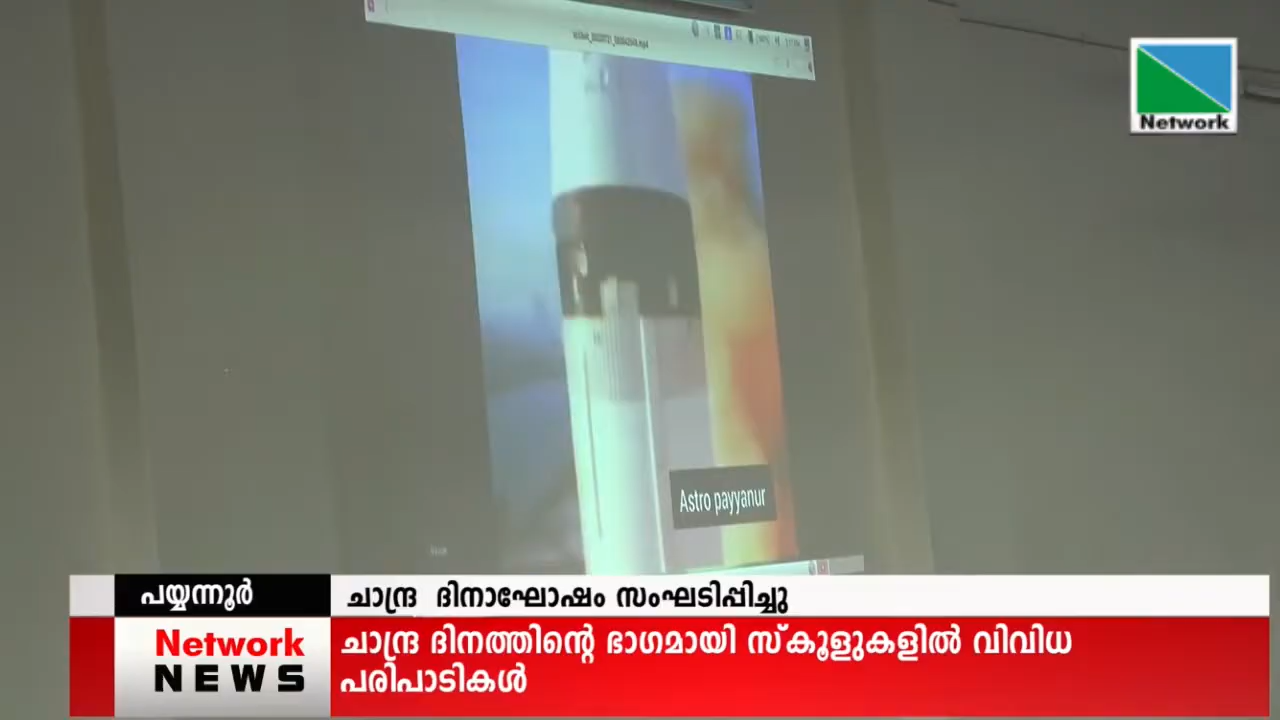 Network
Astro payyanur
പയ്യന്നൂർ
ചാന്ദ്ര ദിനാഘോഷം സംഘടിപ്പിച്ചു
Network
NEWS
ചാന്ദ്ര ദിനത്തിന്റെ ഭാഗമായി സ്കൂളുകളിൽ വിവിധ
പരിപാടികൾ